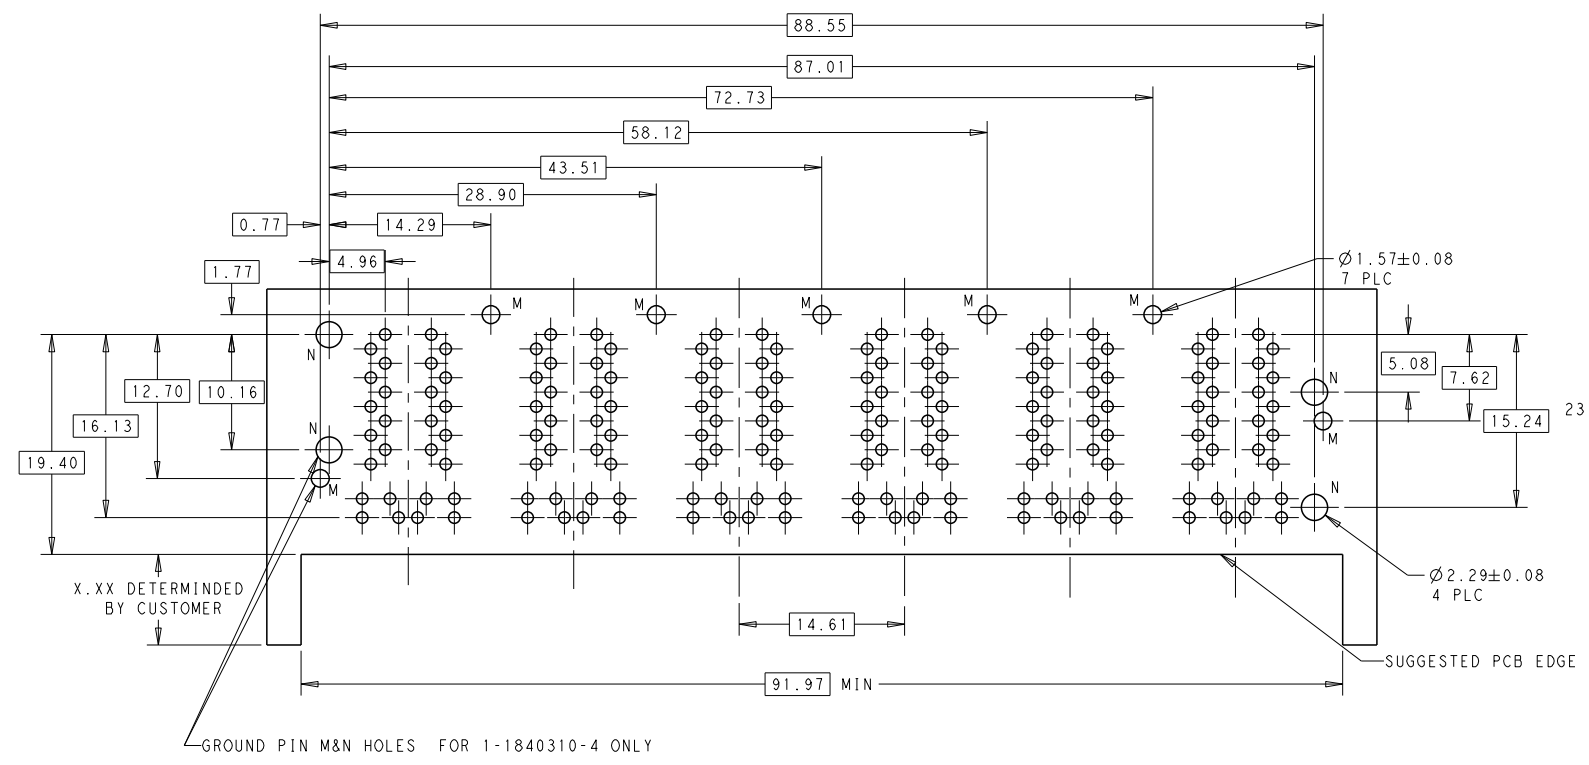 88.55
87.01
72.73
58.12
43.51
28.90
0.77
14.29
4.96
1.77
Ø1.57±0.08
7 PLC
M
M
M
M
M
N
N
M
N
M
N
5.08
7.62
15.24
23
12.70
10.16
16.13
19.40
X.XX DETERMINDED
BY CUSTOMER
Ø2.29±0.08
4 PLC
14.61
SUGGESTED PCB EDGE
91.97 MIN
GROUND PIN M&N HOLES FOR 1-1840310-4 ONLY